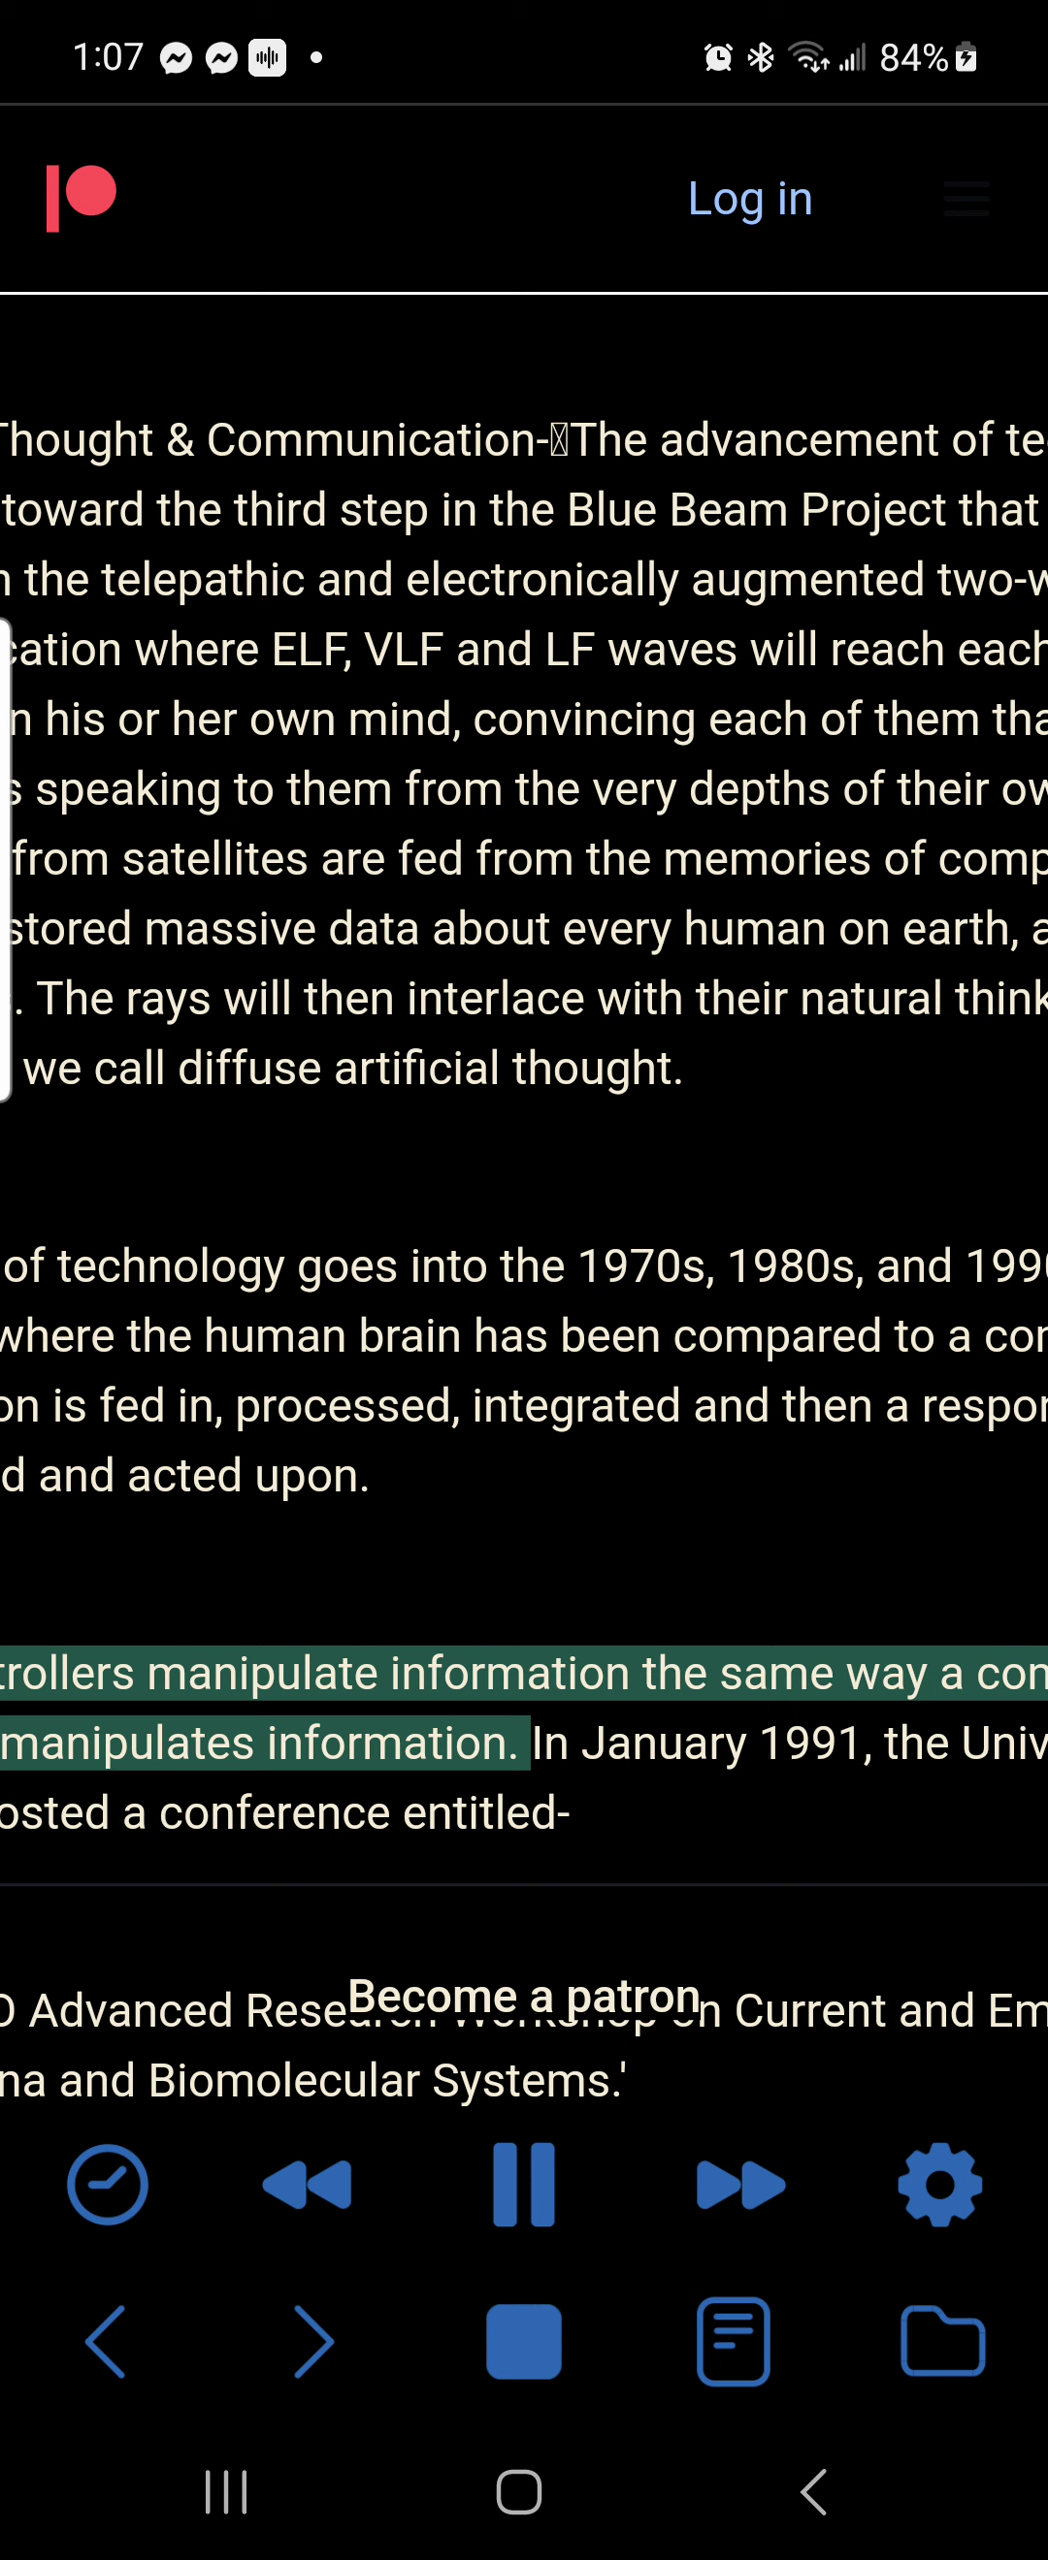 1:07 84%
Log in
Thought & Communication- The advancement of te
toward the third step in the Blue Beam Project that
n the telepathic and electronically augmented two-w
cation where ELF, VLF and LF waves will reach each
n his or her own mind, convincing each of them tha
s speaking to them from the very depths of their ow
from satellites are fed from the memories of comp
stored massive data about every human on earth, a
. The rays will then interlace with their natural think
we call diffuse artificial thought.
of technology goes into the 1970s, 1980s, and 1990
where the human brain has been compared to a con
on is fed in, processed, integrated and then a respon
d and acted upon.
trollers manipulate information the same way a con
manipulates information. In January 1991, the Univ
osted a conference entitled-
Become a patron
O Advanced Research Workshop on Current and Em
na and Biomolecular Systems.'